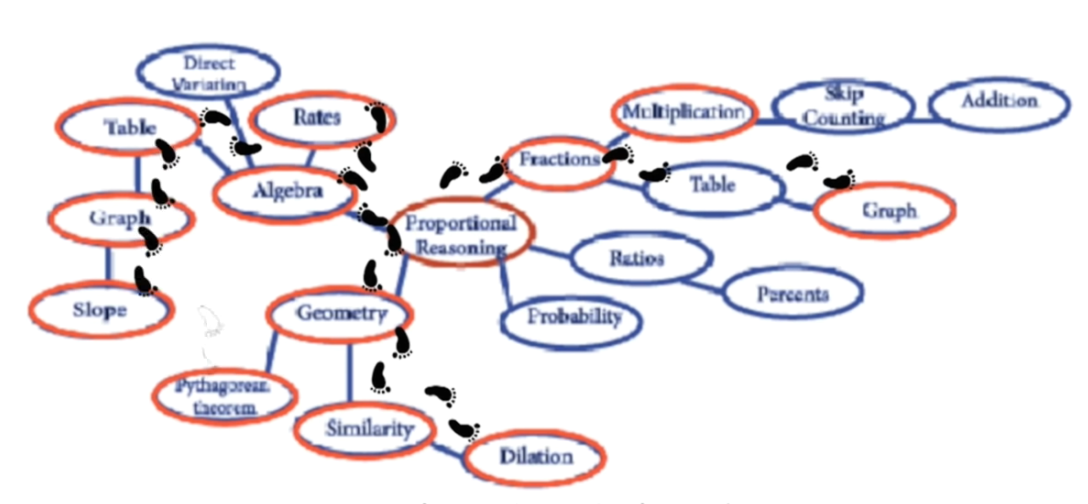 Direct
Variating
Table
Rates
Multiplication
Skip
Counting
Addition
Fractions
Algebra
Table
Graph
Graph
Proportional
Reasoning
Ratios
Percents
Slope
Geometry
Probability
Pythagorean
theorem
Similarity
Dilation